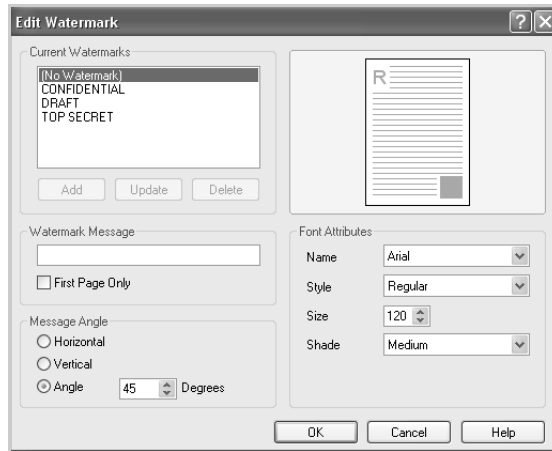 Edit Watermark
Current Watermarks
(No Watermark)
CONFIDENTIAL
DRAFT
TOP SECRET
Add Update Delete
R
Watermark Message
First Page Only
Message Angle
Horizontal
Vertical
Angle 45 Degrees
Font Attributes
Name Arial
Style Regular
Size 120
Shade Medium
OK Cancel Help